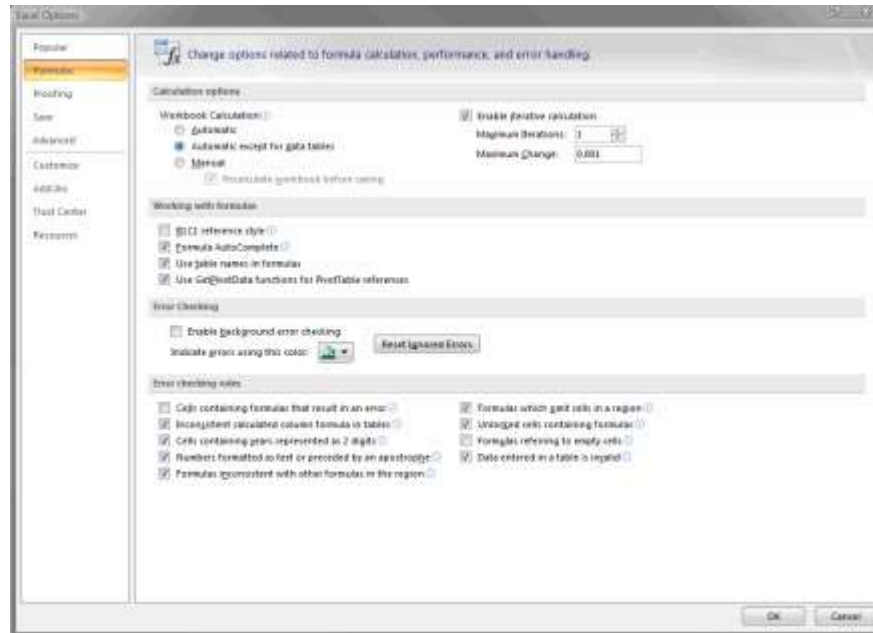 Excel Options
Popular
Formulas
Proofing
Save
Advanced
Customize
Add-Ins
Trust Center
Resources
Change options related to formula calculation, performance, and error handling.
Calculation options
Workbook Calculation
Automatic
Automatic except for data tables
Manual
Recalculate workbook before saving
Enable iterative calculation
Maximum Iterations: 1
Maximum Change: 0.001
Working with formulas
R1C1 reference style
Formula AutoComplete
Use table names in formulas
Use GetPivotData functions for PivotTable references
Error Checking
Enable background error checking
Indicate errors using this color:
Reset Ignored Errors
Error checking rules
Cells containing formulas that result in an error
Inconsistent calculated column formula in tables
Cells containing years represented as 2 digits
Numbers formatted as text or preceded by an apostrophe
Formulas inconsistent with other formulas in the region
Formulas which omit cells in a region
Unlocked cells containing formulas
Formulas referring to empty cells
Data entered in a table is invalid
OK
Cancel